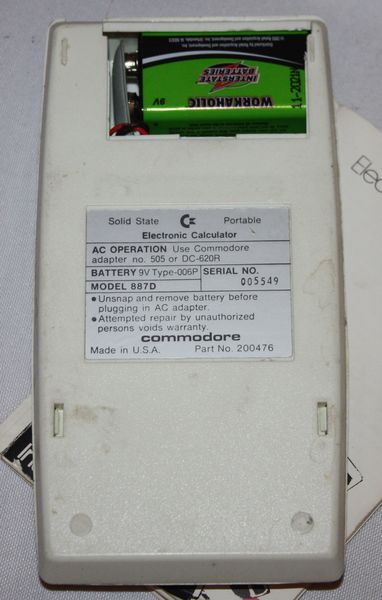 INTERSTATE
BATTERIES
WORKAHOLIC
9V
11-2021
Solid State Portable
Electronic Calculator
AC OPERATION Use Commodore
adapter no. 505 or DC-620R
BATTERY 9V Type-006P
SERIAL NO.
005549
MODEL 887D
• Unsnap and remove battery before
plugging in AC adapter.
• Attempted repair by unauthorized
persons voids warranty.
commodore
Made in U.S.A. Part No. 200476
Elec